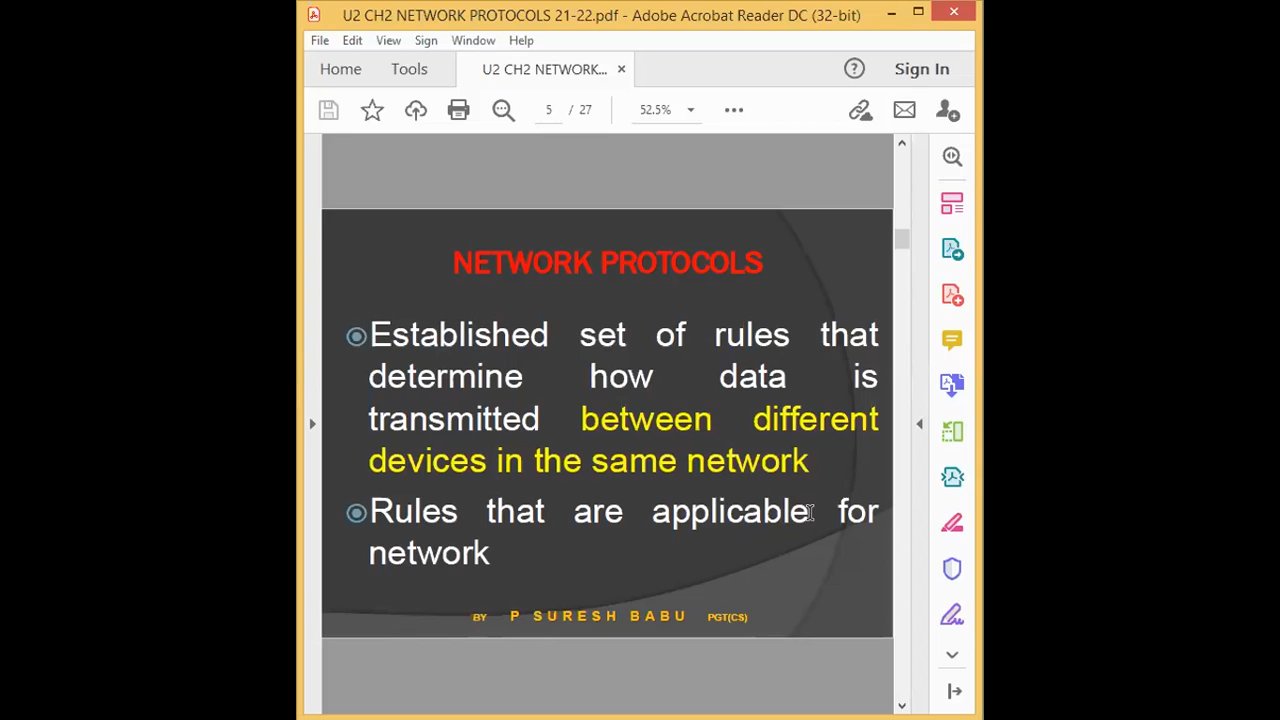 U2 CH2 NETWORK PROTOCOLS 21-22.pdf - Adobe Acrobat Reader DC (32-bit)
File Edit View Sign Window Help
Home Tools U2 CH2 NETWORK... × Sign In
5 / 27 52.5%
NETWORK PROTOCOLS
Established set of rules that
determine how data is
transmitted between different
devices in the same network
Rules that are applicable for
network
BY P SURESH BABU PGT(CS)